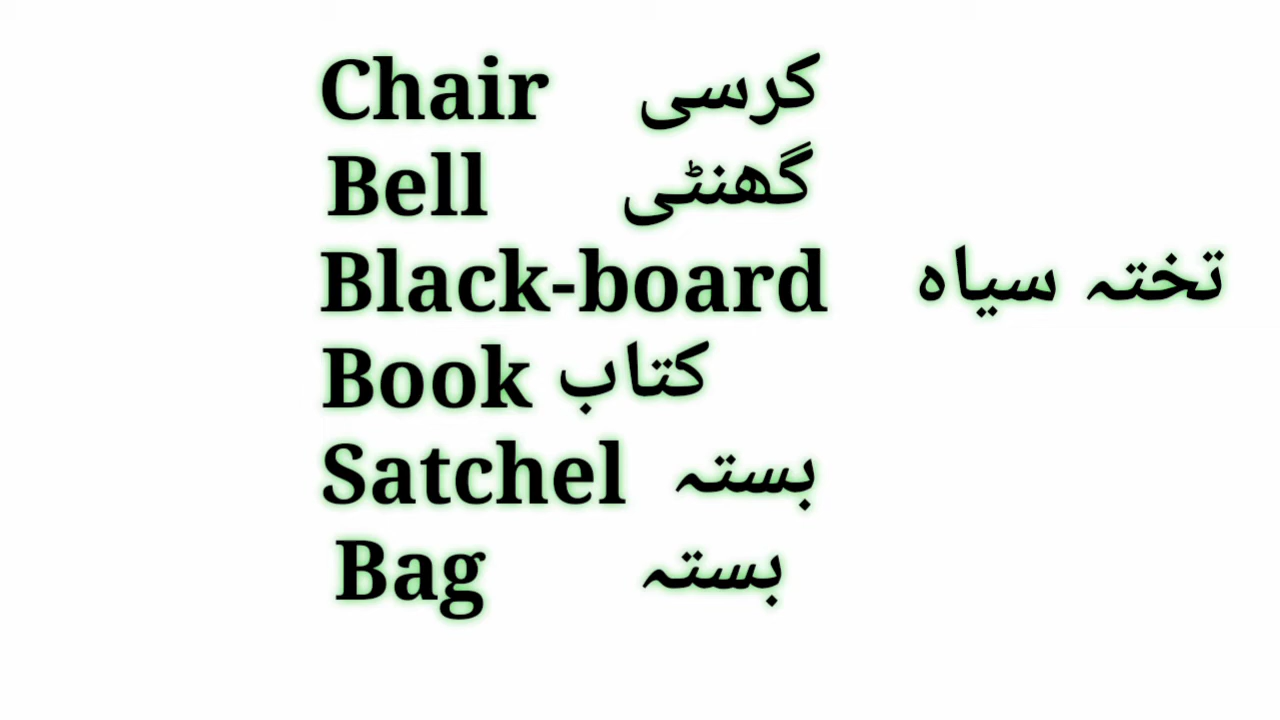 Chair کرسی
Bell گھنٹی
Black-board تختہ سیاہ
Book کتاب
Satchel بستہ
Bag بستہ